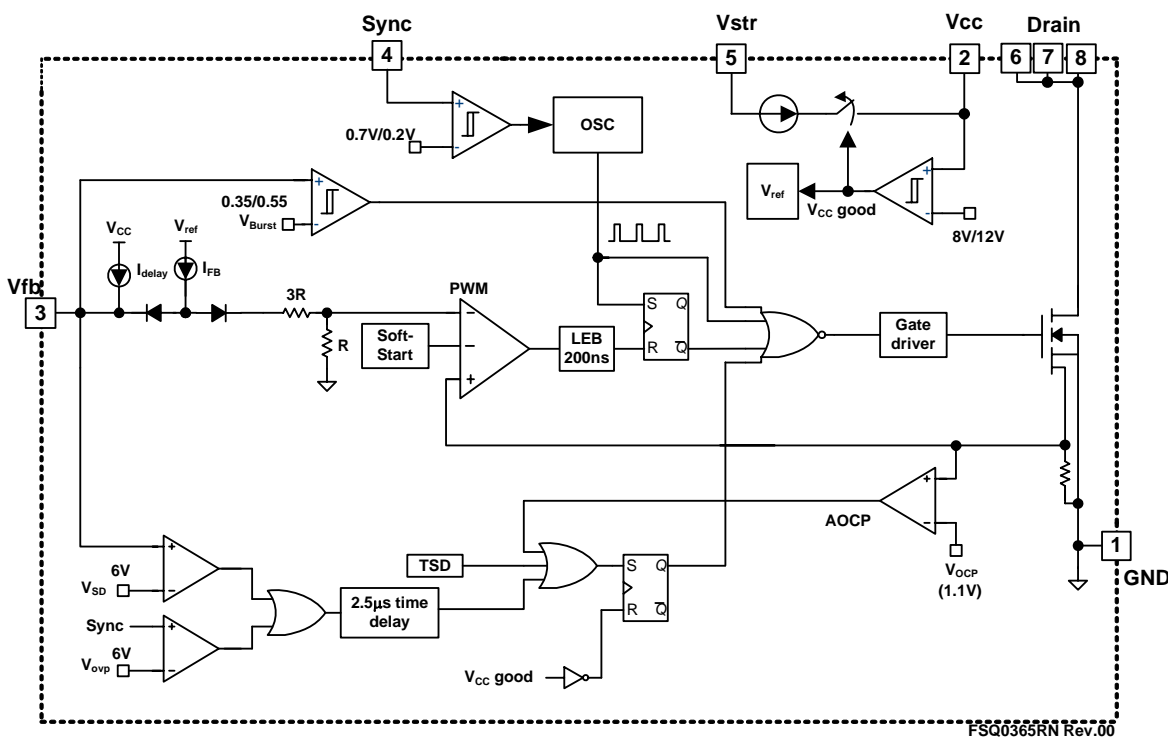 Sync
Vstr
Vcc
Drain
4
5
2
6
7
8
0.7V/0.2V
OSC
Vref
VCC good
8V/12V
0.35/0.55
VBurst
VCC
Vref
Idelay
IFB
Vfb
3
3R
R
PWM
Soft-
Start
LEB
200ns
S
Q
R
Q
Gate
driver
AOCP
VOCP
(1.1V)
1
GND
6V
VSD
Sync
6V
Vovp
2.5μs time
delay
TSD
S
Q
R
Q
VCC good
FSQ0365RN Rev.00